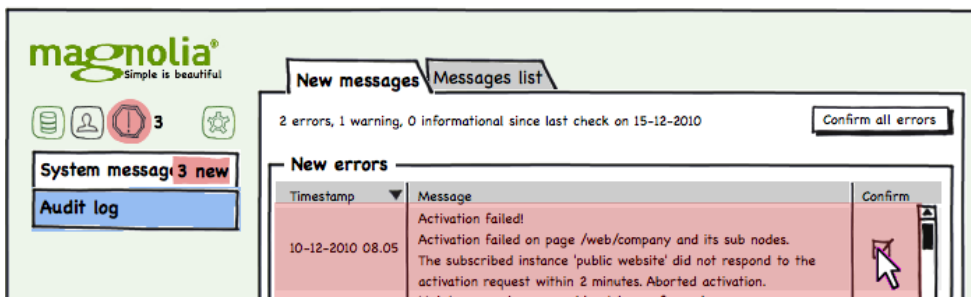 magnolia®
Simple is beautiful
New messages
Messages list
3
2 errors, 1 warning, 0 informational since last check on 15-12-2010
Confirm all errors
System message 3 new
Audit log
New errors
Timestamp
Message
Confirm
Activation failed!
10-12-2010 08.05
Activation failed on page /web/company and its sub nodes.
The subscribed instance 'public website' did not respond to the
activation request within 2 minutes. Aborted activation.